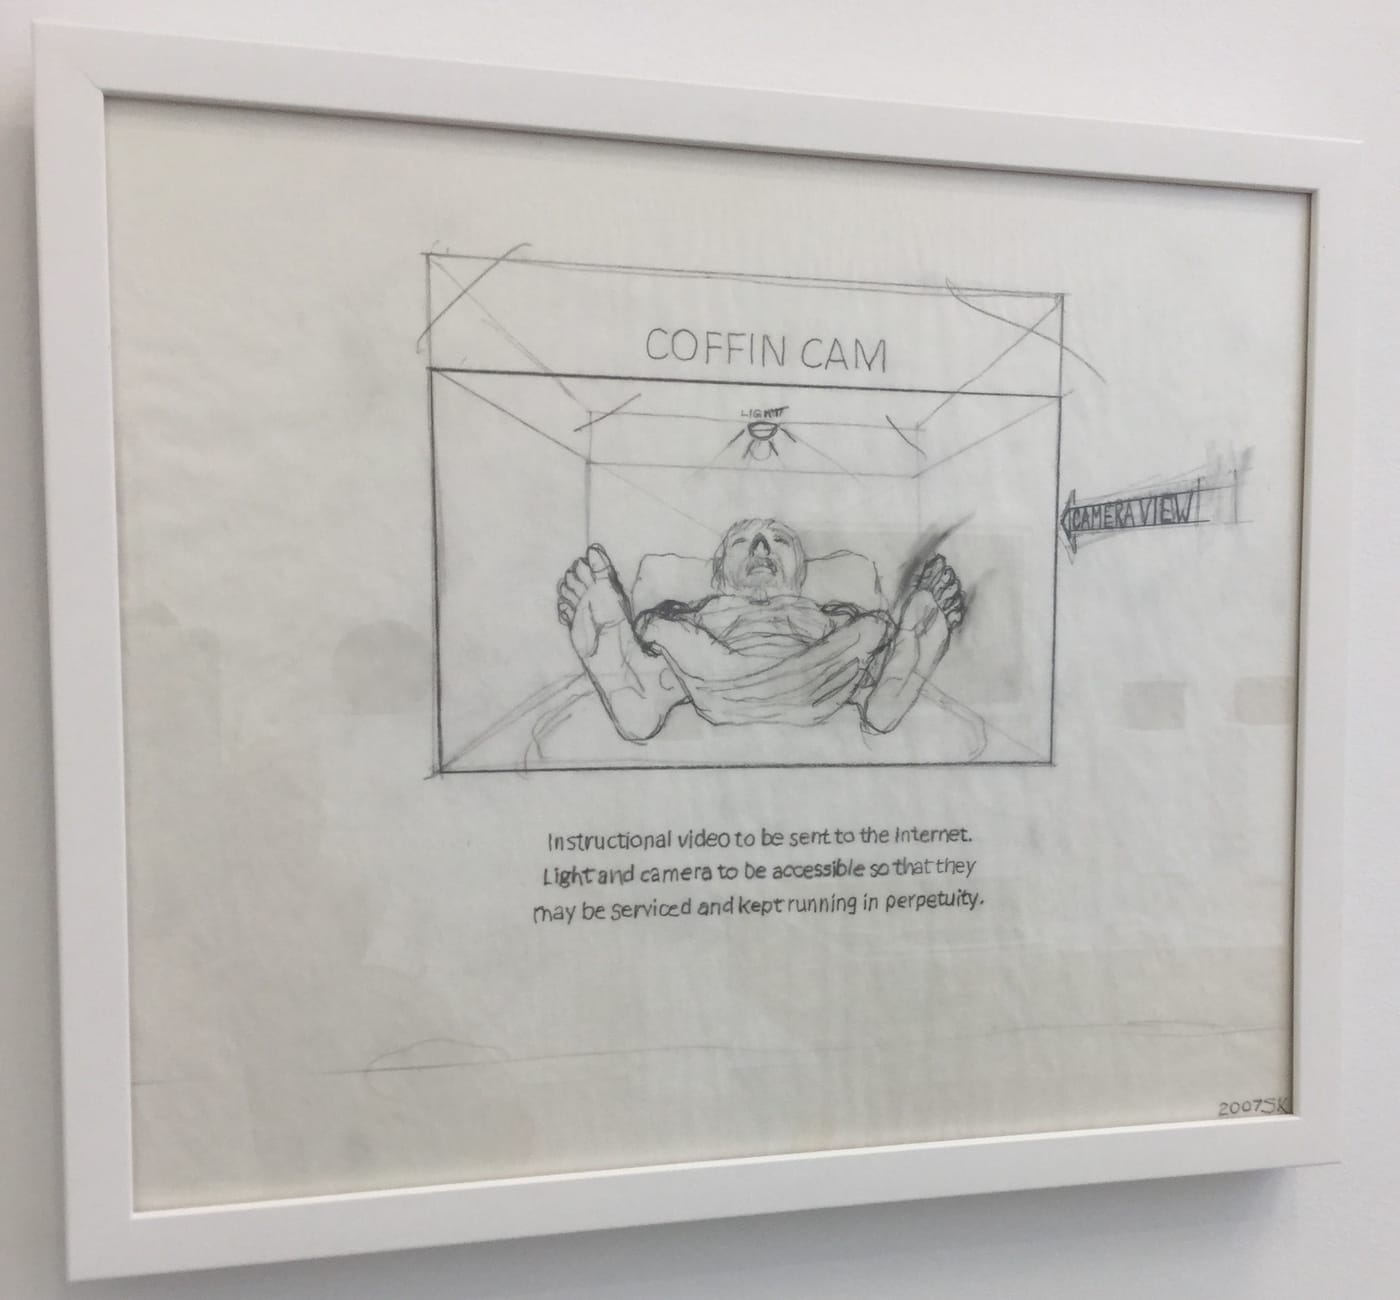 COFFIN CAM
LIGHT
CAMERA VIEW
Instructional video to be sent to the Internet.
Light and camera to be accessible so that they
may be serviced and kept running in perpetuity.
2007SK